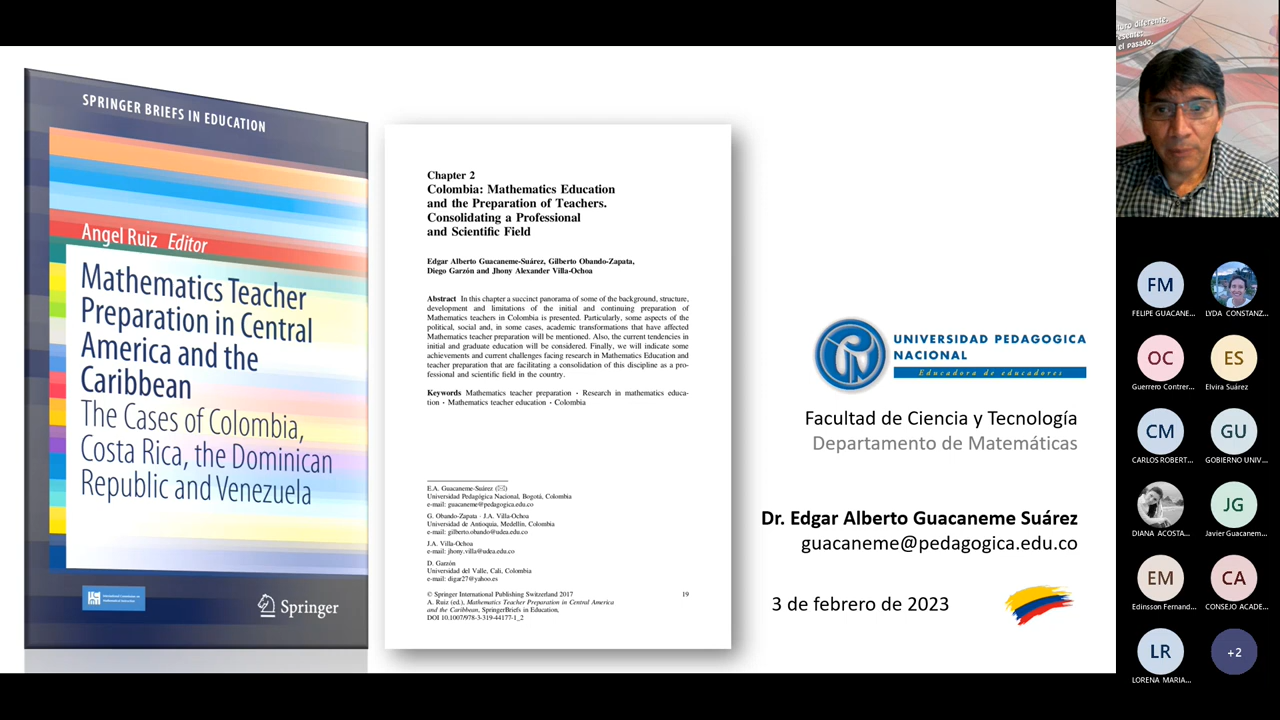 SPRINGER BRIEFS IN EDUCATION
Angel Ruiz Editor
Mathematics Teacher
Preparation in Central
America and the
Caribbean
The Cases of Colombia,
Costa Rica, the Dominican
Republic and Venezuela
Springer
Chapter 2
Colombia: Mathematics Education
and the Preparation of Teachers.
Consolidating a Professional
and Scientific Field
Edgar Alberto Guacaneme-Suárez, Gilberto Obando-Zapata,
Diego Garzón and Jhony Alexander Villa-Ochoa
Abstract In this chapter a succinct panorama of some of the background, structure,
development and limitations of the initial and continuing preparation of
Mathematics teachers in Colombia is presented. Particularly, some aspects of the
political, social and, in some cases, academic transformations that have affected
Mathematics teacher preparation will be mentioned. Also, the current tendencies in
initial and graduate education will be considered. Finally, we will indicate some
achievements and current challenges facing research in Mathematics Education and
teacher preparation that are facilitating a consolidation of this discipline as a pro-
fessional and scientific field in the country.
Keywords Mathematics teacher preparation · Research in mathematics educa-
tion · Mathematics teacher education · Colombia
E.A. Guacaneme-Suárez (✉)
Universidad Pedagógica Nacional, Bogotá, Colombia
e-mail: guacaneme@pedagogica.edu.co
G. Obando-Zapata · J.A. Villa-Ochoa
Universidad de Antioquia, Medellín, Colombia
e-mail: gilberto.obando@udea.edu.co
J.A. Villa-Ochoa
e-mail: jhony.villa@udea.edu.co
D. Garzón
Universidad del Valle, Cali, Colombia
e-mail: digar27@yahoo.es
© Springer International Publishing Switzerland 2017 19
A. Ruiz (ed.), Mathematics Teacher Preparation in Central America
and the Caribbean, SpringerBriefs in Education,
DOI 10.1007/978-3-319-44177-1_2
UNIVERSIDAD PEDAGOGICA
NACIONAL
Educadora de educadores
Facultad de Ciencia y Tecnología
Departamento de Matemáticas
Dr. Edgar Alberto Guacaneme Suárez
guacaneme@pedagogica.edu.co
3 de febrero de 2023
uro diferente.
resente:
el pasado.
FM
FELIPE GUACANE...
LYDA CONSTANZ...
OC
Guerrero Contrer...
ES
Elvira Suárez
CM
CARLOS ROBERT...
GU
GOBIERNO UNIV...
DIANA ACOSTA...
JG
Javier Guacanem...
EM
Edinsson Fernand...
CA
CONSEJO ACADE...
LR
LORENA MARIA...
+2